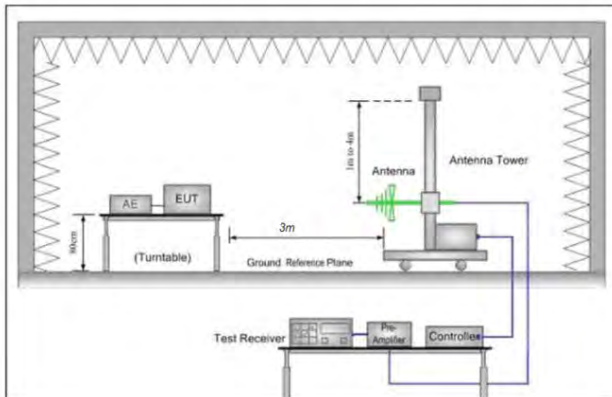 1m to 4m
Antenna
Antenna Tower
AE
EUT
80cm
3m
(Turntable)
Ground Reference Plane
Test Receiver
Pre-
Amplifier
Controller